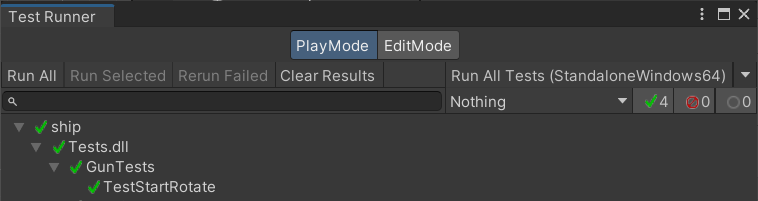 Test Runner
PlayMode EditMode
Run All Run Selected Rerun Failed Clear Results Run All Tests (StandaloneWindows64)
Nothing 4 0 0
ship
Tests.dll
GunTests
TestStartRotate